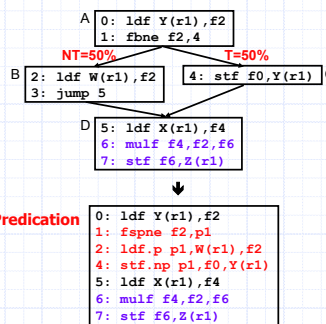 A
0: ldf Y(r1),f2
1: fbne f2,4
NT=50%
T=50%
B
2: ldf W(r1),f2
3: jump 5
4: stf f0,Y(r1)
D
5: ldf X(r1),f4
6: mulf f4,f2,f6
7: stf f6,Z(r1)
0: ldf Y(r1),f2
1: fspne f2,p1
2: ldf.p p1,W(r1),f2
4: stf.np p1,f0,Y(r1)
5: ldf X(r1),f4
6: mulf f4,f2,f6
7: stf f6,Z(r1)